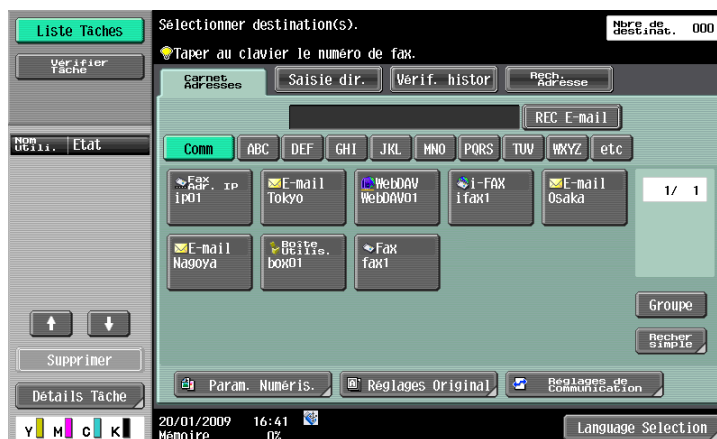 Liste Tâches
Vérifier
Tâche
Nom
Utili.
Etat
Supprimer
Détails Tâche
Y M C K
Sélectionner destination(s).
Nbre de
destinat. 000
Taper au clavier le numéro de fax.
Carnet
Adresses
Saisie dir.
Vérif. histor
Rech.
Adresse
REC E-mail
Comm ABC DEF GHI JKL MNO PQRS TUV WXYZ etc
Fax
Adr. IP
ip01
E-mail
Tokyo
WebDAV
WebDAV01
i-FAX
ifax1
E-mail
Osaka
1/ 1
E-mail
Nagoya
Boîte
Utilis.
box01
Fax
fax1
Groupe
Recher
simple
Param. Numéris.
Réglages Original
Réglages de
Communication
20/01/2009 16:41
Mémoire 0%
Language Selection